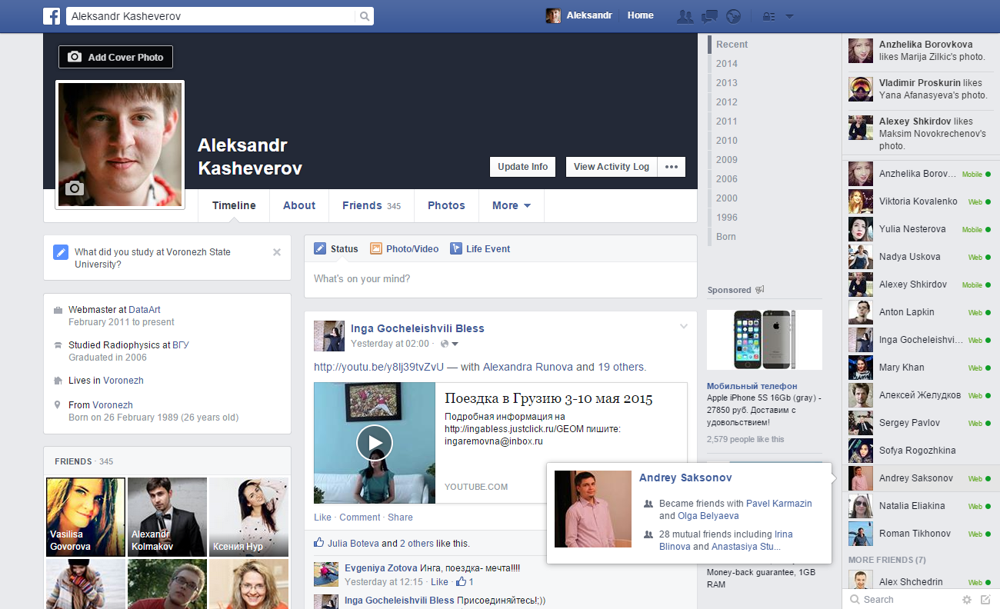 Aleksandr Kasheverov
Aleksandr
Home
Add Cover Photo
Aleksandr
Kasheverov
Update Info
View Activity Log
Timeline
About
Friends 345
Photos
More
What did you study at Voronezh State
University?
Webmaster at DataArt
February 2011 to present
Studied Radiophysics at ВГУ
Graduated in 2006
Lives in Voronezh
From Voronezh
Born on 26 February 1989 (26 years old)
FRIENDS · 345
Vasilisa
Govorova
Alexandr
Kolmakov
Ксения Нур
Status
Photo/Video
Life Event
What's on your mind?
Inga Gocheleishvili Bless
Yesterday at 02:00 ·
http://youtu.be/y8Ij39tvZvU — with Alexandra Runova and 19 others.
Поездка в Грузию 3-10 мая 2015
Подробная информация на
http://ingabless.justclick.ru/GEOM пишите:
ingaremovna@inbox.ru
YOUTUBE.COM
Like · Comment · Share
Julia Boteva and 2 others like this.
Evgeniya Zotova Инга, поездка- мечта!!!!
Yesterday at 12:15 · Like · 1
Inga Gocheleishvili Bless Присоединяйтесь!;))
Recent
2014
2013
2012
2011
2010
2009
2006
2000
1996
Born
Sponsored
Мобильный телефон
Apple iPhone 5S 16Gb (gray) -
27850 руб. Доставим с
удовольствием!
2,579 people like this
Andrey Saksonov
Became friends with Pavel Karmazin
and Olga Belyaeva
28 mutual friends including Irina
Blinova and Anastasiya Stu...
Money-back guarantee, 1GB
RAM
Anzhelika Borovkova
likes Marija Zilkic's photo.
Vladimir Proskurin likes
Yana Afanasyeva's photo.
Alexey Shkirdov likes
Maksim Novokrechenov's
photo.
Anzhelika Borov... Mobile
Viktoria Kovalenko Web
Yulia Nesterova Mobile
Nadya Uskova Web
Alexey Shkirdov Mobile
Anton Lapkin Web
Inga Gocheleishvi... Web
Mary Khan Web
Алексей Желудков Web
Sergey Pavlov Web
Sofya Rogozhkina
Andrey Saksonov Web
Natalia Eliakina Web
Roman Tikhonov Web
MORE FRIENDS (7)
Alex Shchedrin Web
Search